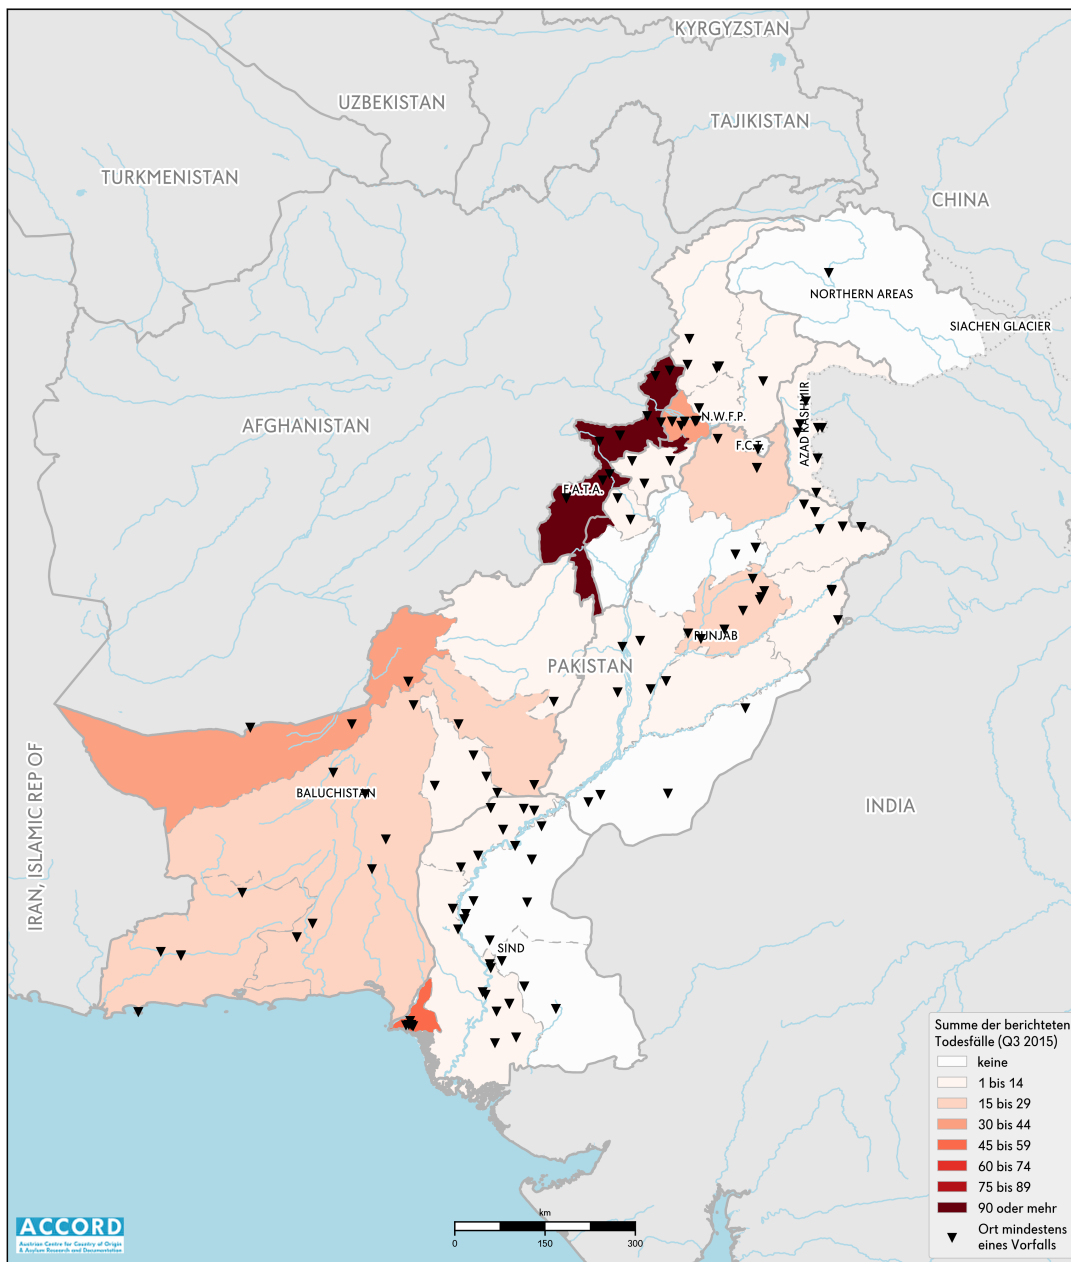 KYRGYZSTAN
UZBEKISTAN
TAJIKISTAN
TURKMENISTAN
CHINA
NORTHERN AREAS
SIACHEN GLACIER
AZAD KASHMIR
N.W.F.P.
AFGHANISTAN
F.C.T.
F.A.T.A.
PUNJAB
PAKISTAN
IRAN, ISLAMIC REP OF
BALUCHISTAN
INDIA
SIND
Summe der berichteten
Todesfälle (Q3 2015)
keine
1 bis 14
15 bis 29
30 bis 44
45 bis 59
60 bis 74
75 bis 89
90 oder mehr
Ort mindestens
eines Vorfalls
km
0 150 300
ACCORD
Austrian Centre for Country of Origin
& Asylum Research and Documentation